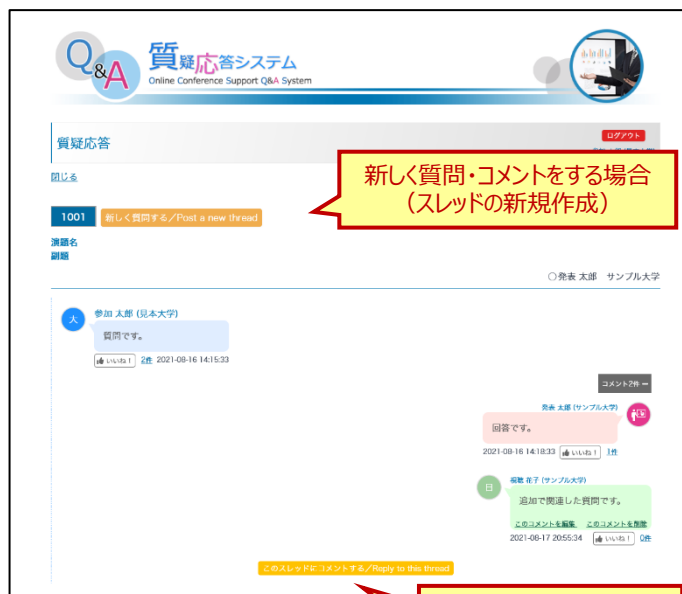 Q&A 質疑応答システム
Online Conference Support Q&A System
質疑応答
ログアウト
閉じる
新しく質問・コメントをする場合
（スレッドの新規作成）
1001 新しく質問する／Post a new thread
演題名
副題
○発表 太郎 サンプル大学
大 参加 太郎 (見本大学)
質問です。
いいね！ 2件 2021-08-16 14:15:33
コメント2件
発表 太郎 (サンプル大学)
回答です。
2021-08-16 14:18:33 いいね！ 1件
日 視聴 花子 (サンプル大学)
追加で関連した質問です。
このコメントを編集 このコメントを削除
2021-08-17 20:55:34 いいね！ 0件
このスレッドにコメントする／Reply to this thread